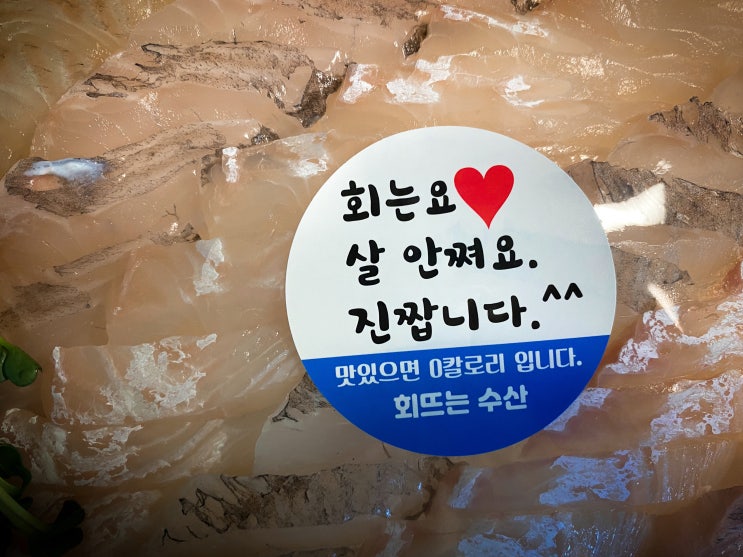 회는요♥
살 안쪄요.
진짭니다.^^
맛있으면 0칼로리 입니다.
회뜨는 수산